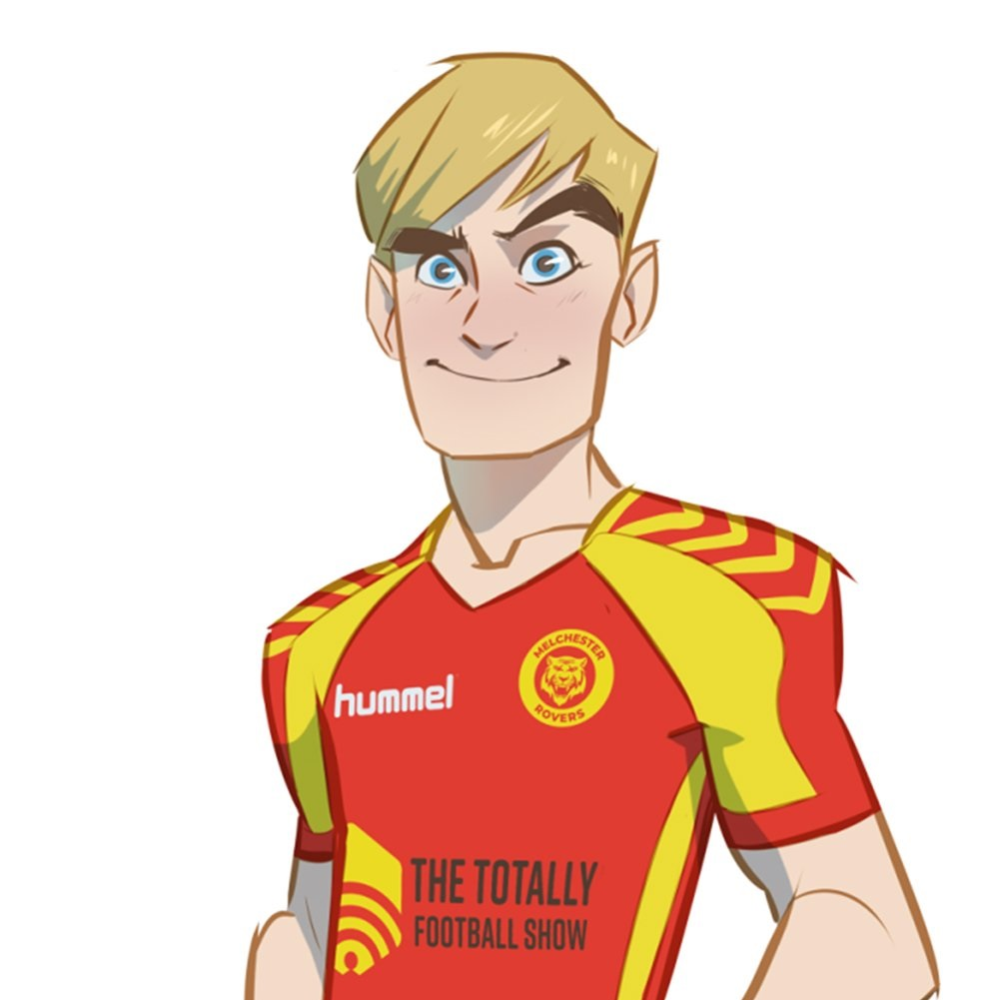 MELCHESTER
ROVERS
hummel
THE TOTALLY
FOOTBALL SHOW